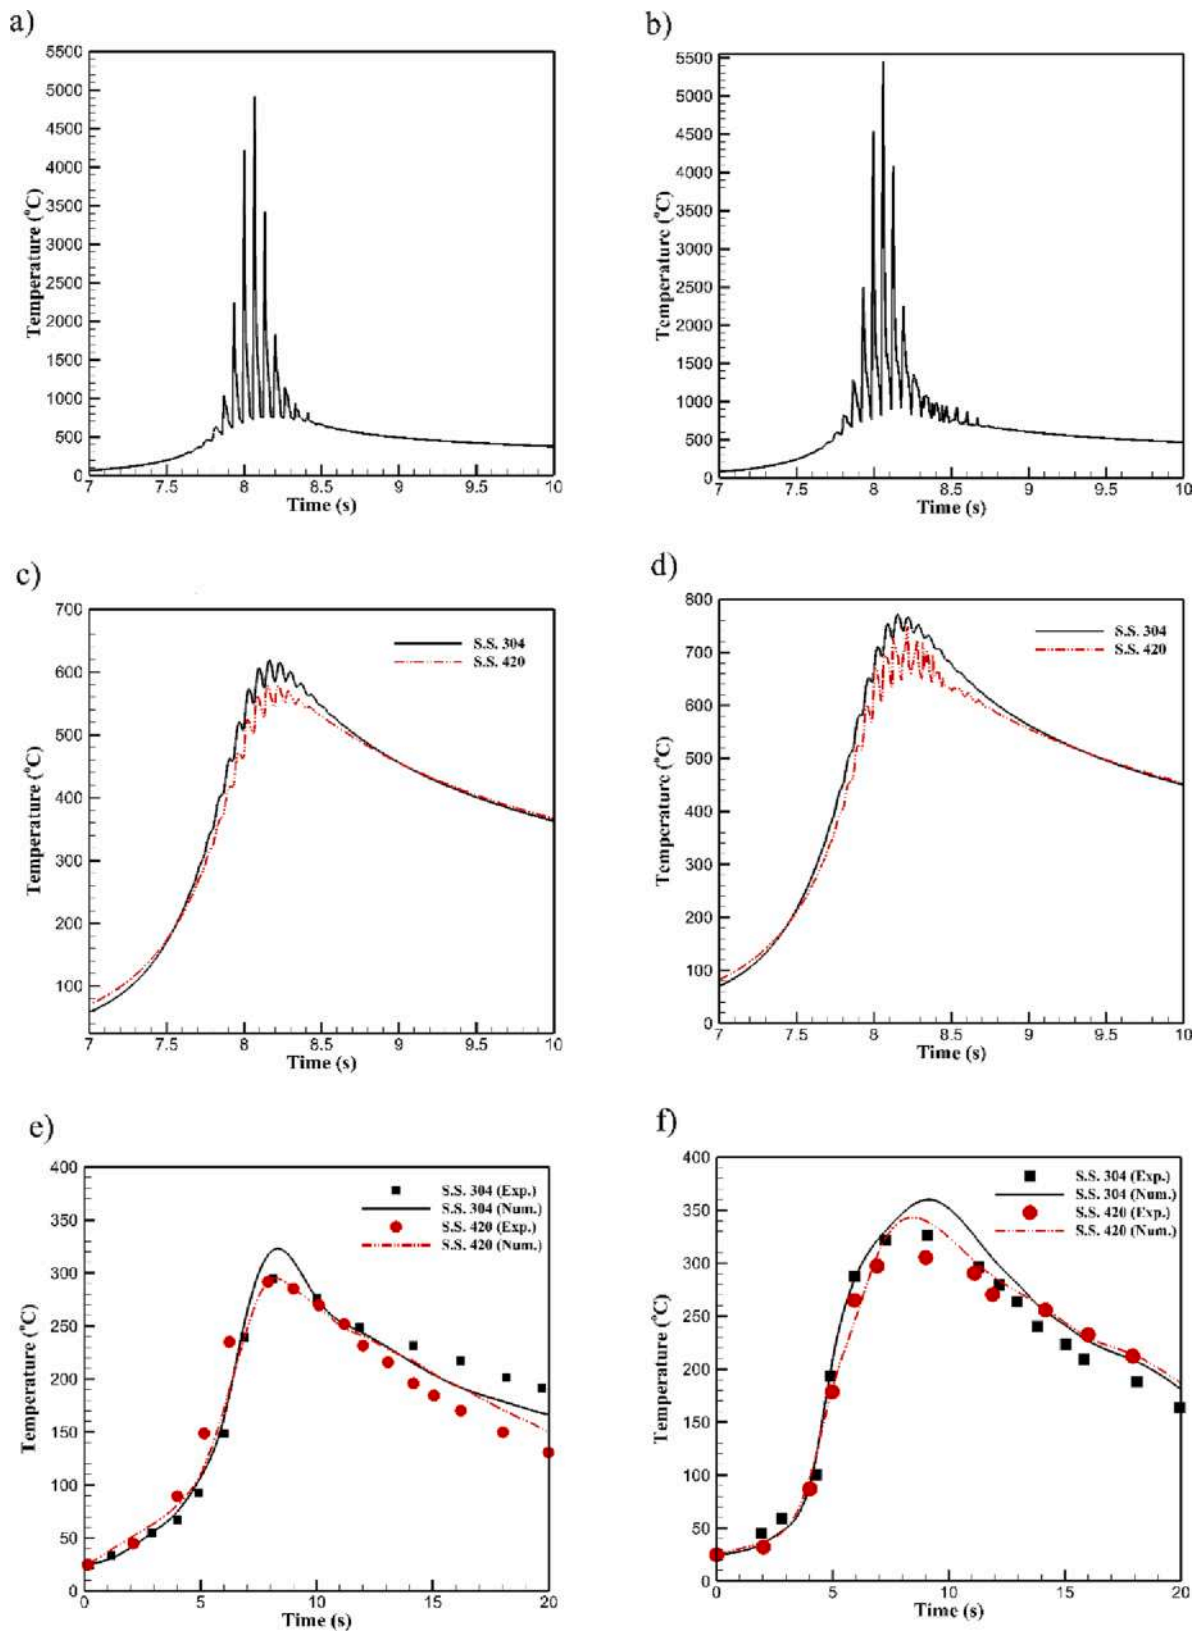 a)
5500
5000
4500
4000
3500
3000
2500
2000
1500
1000
500
0
Temperature (°C)
7 7.5 8 8.5 9 9.5 10
Time (s)
b)
5500
5000
4500
4000
3500
3000
2500
2000
1500
1000
500
0
Temperature (°C)
7 7.5 8 8.5 9 9.5 10
Time (s)
c)
700
600
500
400
300
200
100
Temperature (°C)
S.S. 304
S.S. 420
7 7.5 8 8.5 9 9.5 10
Time (s)
d)
800
700
600
500
400
300
200
100
0
Temperature (°C)
S.S. 304
S.S. 420
7 7.5 8 8.5 9 9.5 10
Time (s)
e)
400
350
300
250
200
150
100
50
0
Temperature (°C)
S.S. 304 (Exp.)
S.S. 304 (Num.)
S.S. 420 (Exp.)
S.S. 420 (Num.)
0 5 10 15 20
Time (s)
f)
400
350
300
250
200
150
100
50
0
Temperature (°C)
S.S. 304 (Exp.)
S.S. 304 (Num.)
S.S. 420 (Exp.)
S.S. 420 (Num.)
0 5 10 15 20
Time (s)